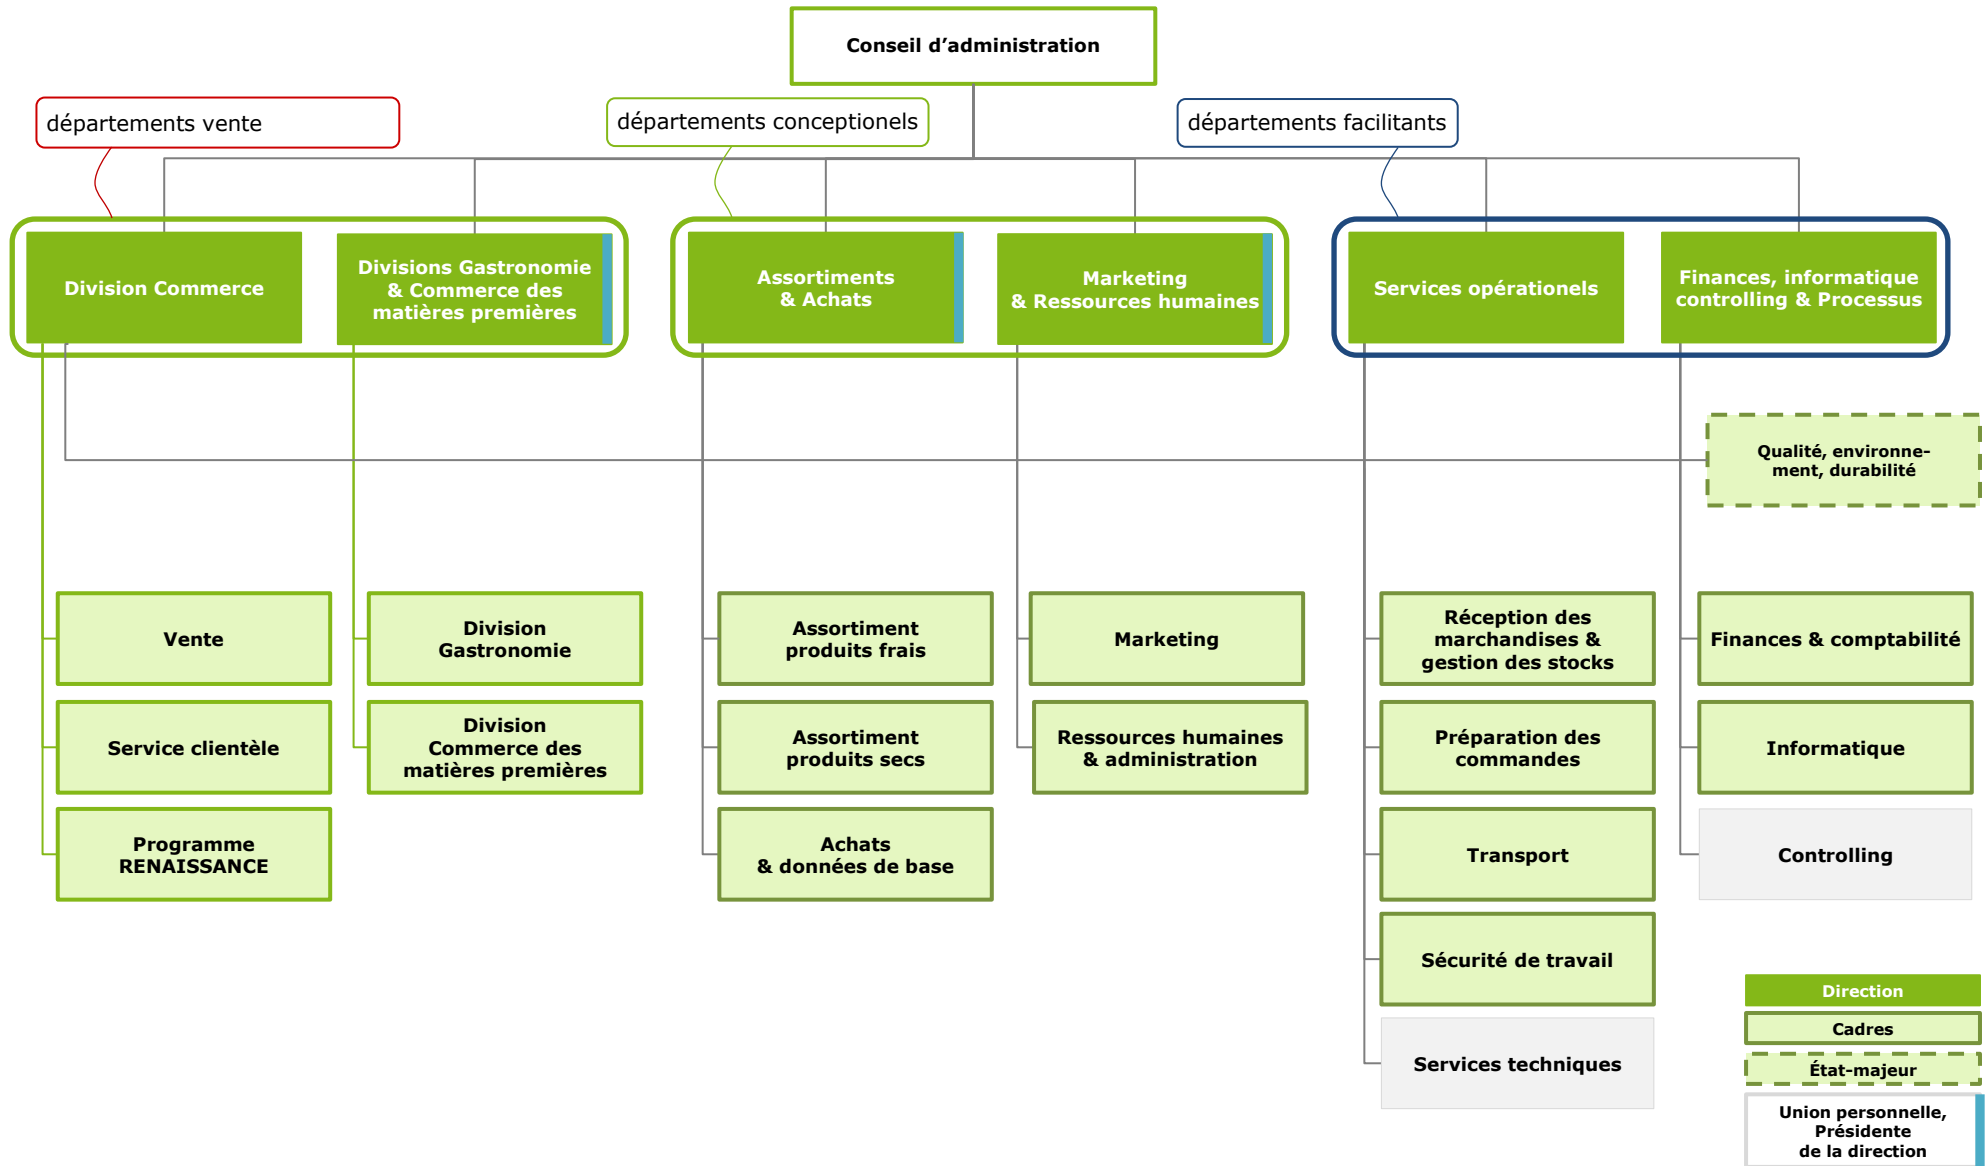 Conseil d’administration
départements vente
départements conceptionels
départements facilitants
Division Commerce
Divisions Gastronomie
& Commerce des
matières premières
Assortiments
& Achats
Marketing
& Ressources humaines
Services opérationels
Finances, informatique
controlling & Processus
Qualité, environne-
ment, durabilité
Vente
Division
Gastronomie
Assortiment
produits frais
Marketing
Réception des
marchandises &
gestion des stocks
Finances & comptabilité
Service clientèle
Division
Commerce des
matières premières
Assortiment
produits secs
Ressources humaines
& administration
Préparation des
commandes
Informatique
Programme
RENAISSANCE
Achats
& données de base
Transport
Controlling
Sécurité de travail
Services techniques
Direction
Cadres
État-majeur
Union personnelle,
Présidente
de la direction